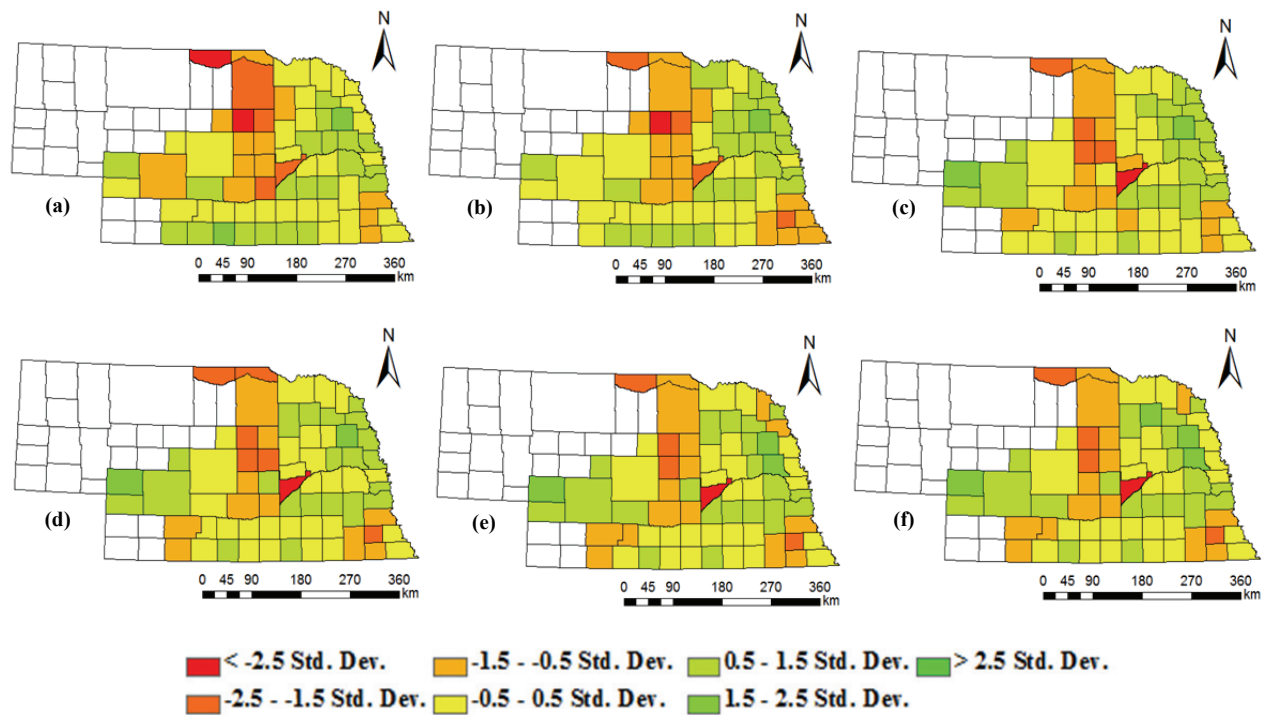 N
N
N
(a)
(b)
(c)
0 45 90 180 270 360
km
0 45 90 180 270 360
km
0 45 90 180 270 360
km
N
N
N
(d)
(e)
(f)
0 45 90 180 270 360
km
0 45 90 180 270 360
km
0 45 90 180 270 360
km
< -2.5 Std. Dev.
-1.5 - -0.5 Std. Dev.
0.5 - 1.5 Std. Dev.
> 2.5 Std. Dev.
-2.5 - -1.5 Std. Dev.
-0.5 - 0.5 Std. Dev.
1.5 - 2.5 Std. Dev.